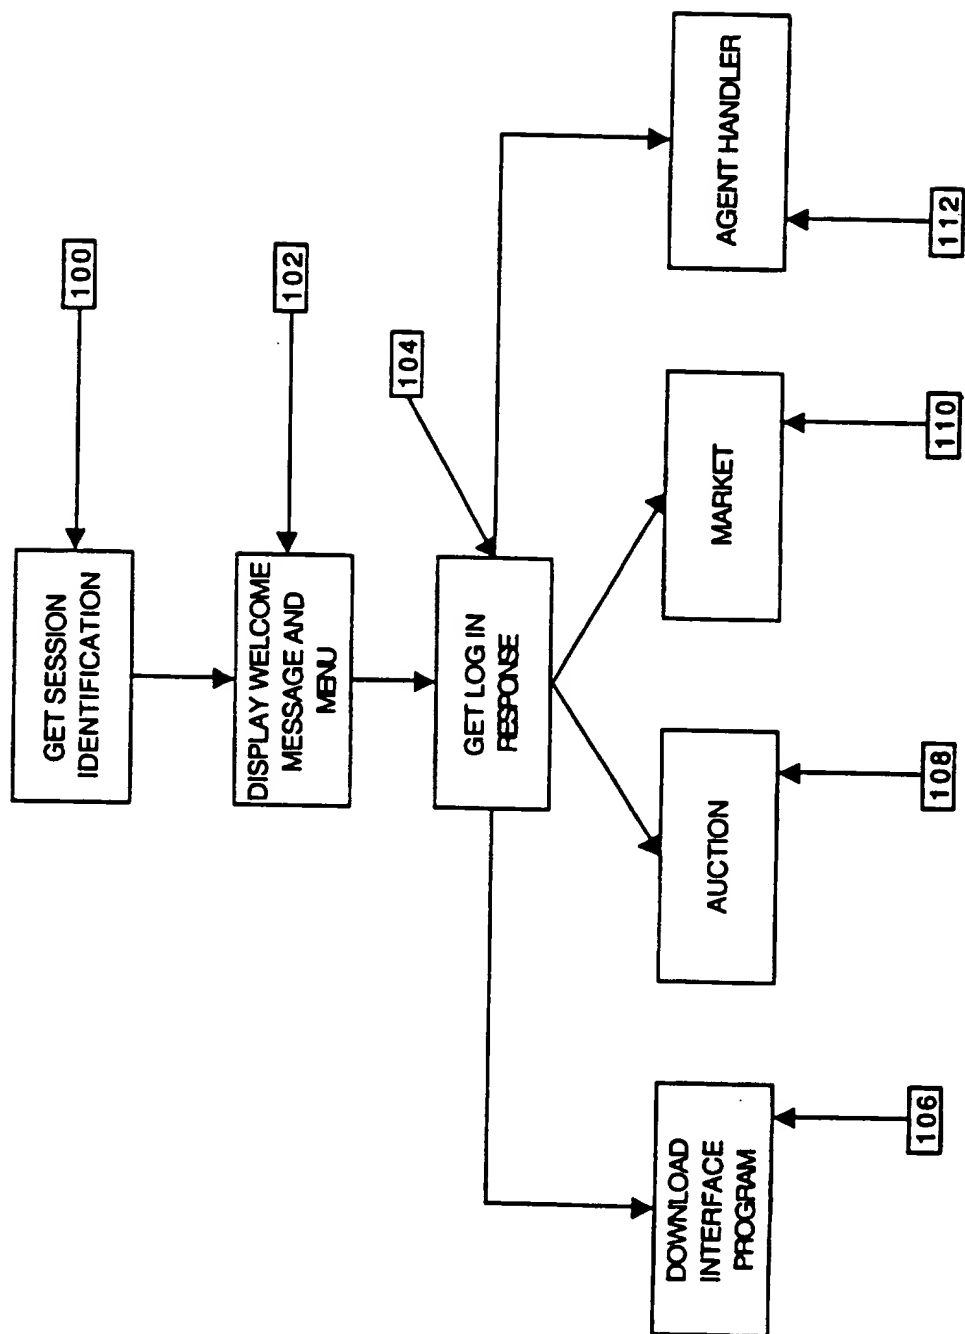 100
GET SESSION
IDENTIFICATION
102
DISPLAY WELCOME
MESSAGE AND
MENU
104
GET LOG IN
RESPONSE
DOWNLOAD
INTERFACE
PROGRAM
106
AUCTION
108
MARKET
110
AGENT HANDLER
112